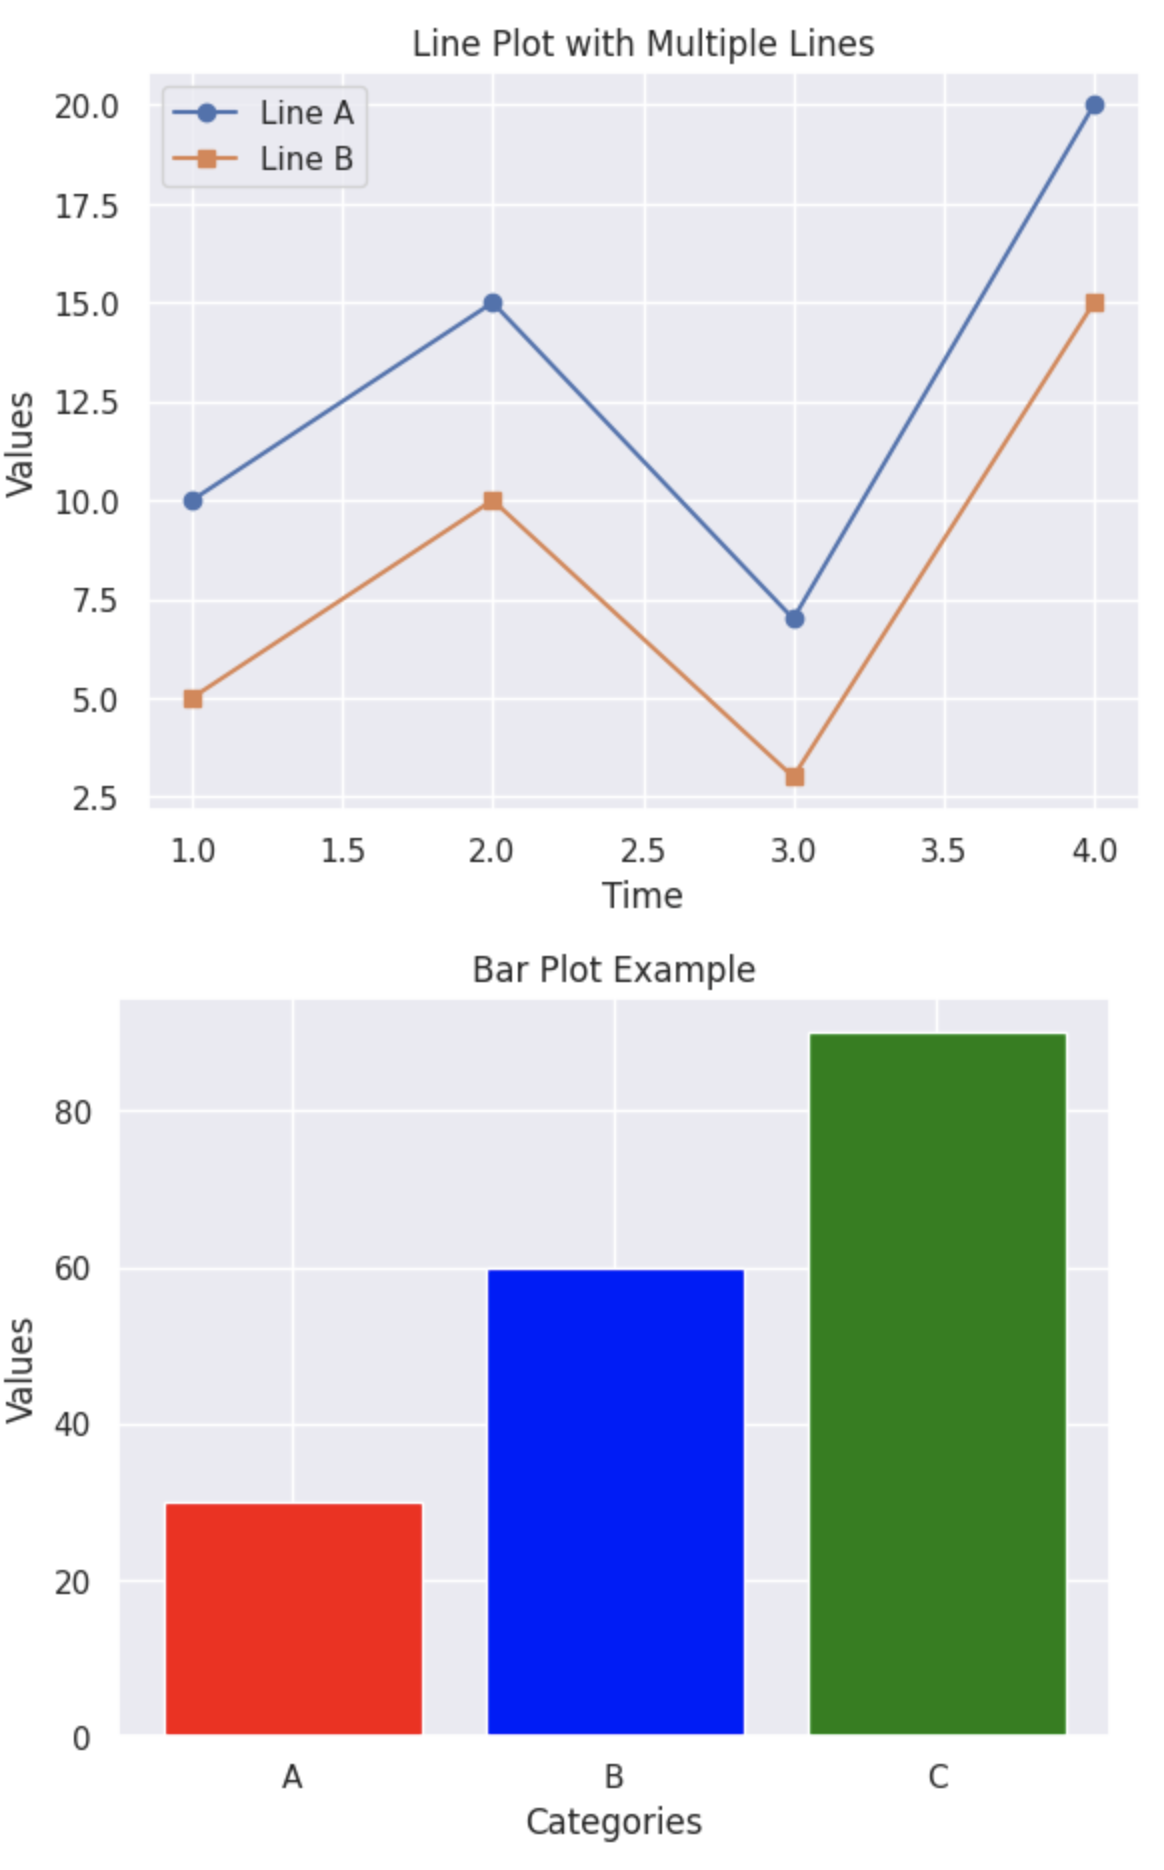 Line Plot with Multiple Lines
Line A
Line B
20.0
17.5
15.0
12.5
10.0
7.5
5.0
2.5
Values
1.0 1.5 2.0 2.5 3.0 3.5 4.0
Time
Bar Plot Example
80
60
40
20
0
Values
A B C
Categories